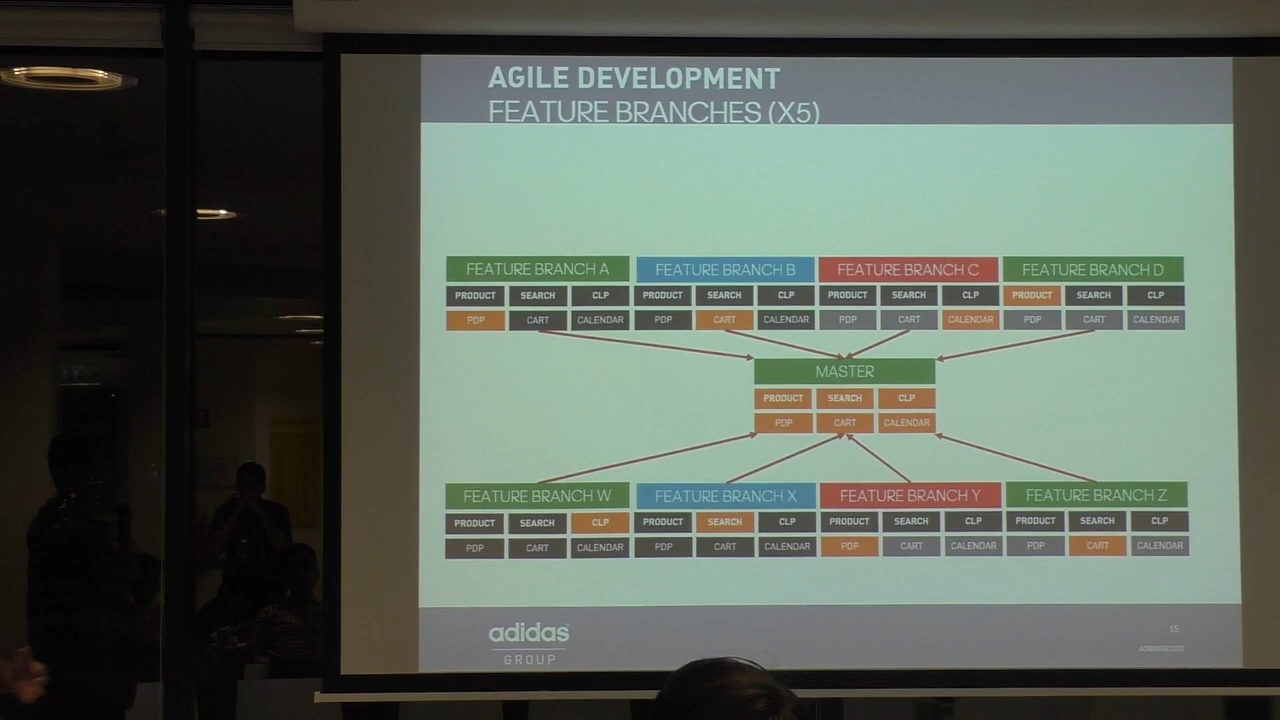 AGILE DEVELOPMENT
FEATURE BRANCHES (X5)
FEATURE BRANCH A FEATURE BRANCH B FEATURE BRANCH C FEATURE BRANCH D
PRODUCT SEARCH CLP PRODUCT SEARCH CLP PRODUCT SEARCH CLP PRODUCT SEARCH CLP
PDP CART CALENDAR PDP CART CALENDAR PDP CART CALENDAR PDP CART CALENDAR
MASTER
PRODUCT SEARCH CLP
PDP CART CALENDAR
FEATURE BRANCH W FEATURE BRANCH X FEATURE BRANCH Y FEATURE BRANCH Z
PRODUCT SEARCH CLP PRODUCT SEARCH CLP PRODUCT SEARCH CLP PRODUCT SEARCH CLP
PDP CART CALENDAR PDP CART CALENDAR PDP CART CALENDAR PDP CART CALENDAR
adidas
GROUP
15